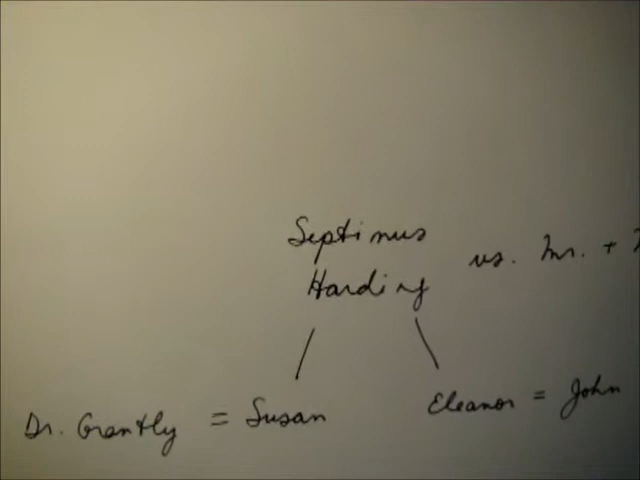 Septimus
Harding vs. Mr. +
Dr. Grantly = Susan Eleanor = John